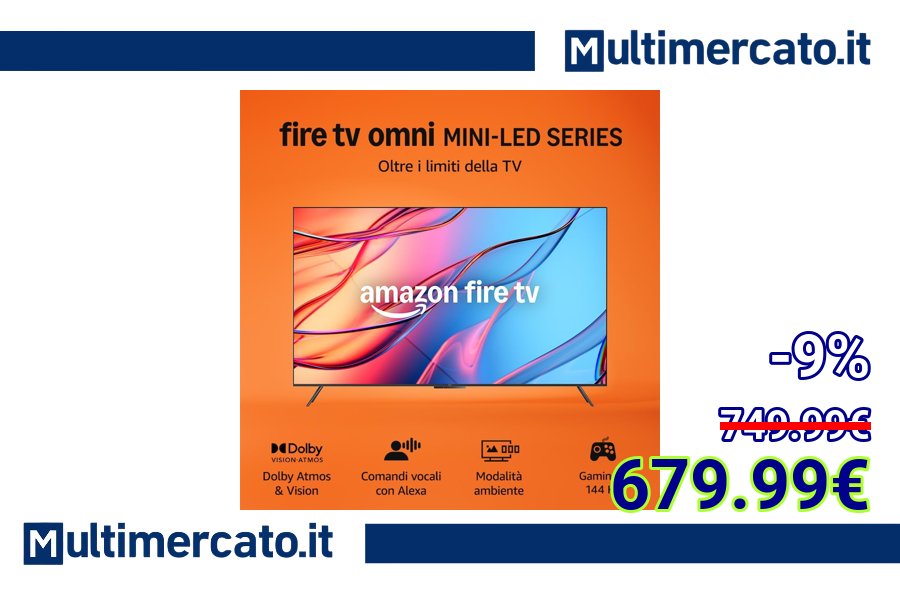 Multimercato.it
fire tv omni MINI-LED SERIES
Oltre i limiti della TV
amazon fire tv
-9%
749.99€
679.99€
Dolby
VISION·ATMOS
Dolby Atmos
& Vision
Comandi vocali
con Alexa
Modalità
ambiente
144
Multimercato.it